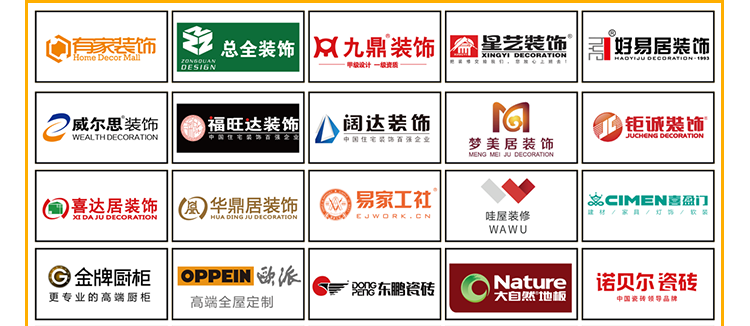 有家装饰
Home Decor Mall
总全装饰
ZONGQUAN
DESIGN
九鼎装饰
甲级设计 一级资质
星艺装饰
XINGYI DECORATION
好易居装饰
HAOYIJU DECORATION-1993
威尔思装饰
WEALTH DECORATION
福旺达装饰
中国住宅装饰百强企业
阔达装饰
中国住宅装饰百强企业
梦美居装饰
MENG MEI JU DECORATION
钜诚装饰
JUCHENG DECORATION
喜达居装饰
XI DA JU DECORATION
华鼎居装饰
HUA DING JU DECORATION
易家工社
EJWORK.CN
哇屋装修
WAWU
CIMEN喜盈门
建材/家具/灯饰/软装
G 金牌厨柜
更专业的高端厨柜
OPPEIN 欧派
高端全屋定制
DONG PENG 东鹏瓷砖
Nature
大自然地板
诺贝尔 瓷砖
中国瓷砖领导品牌